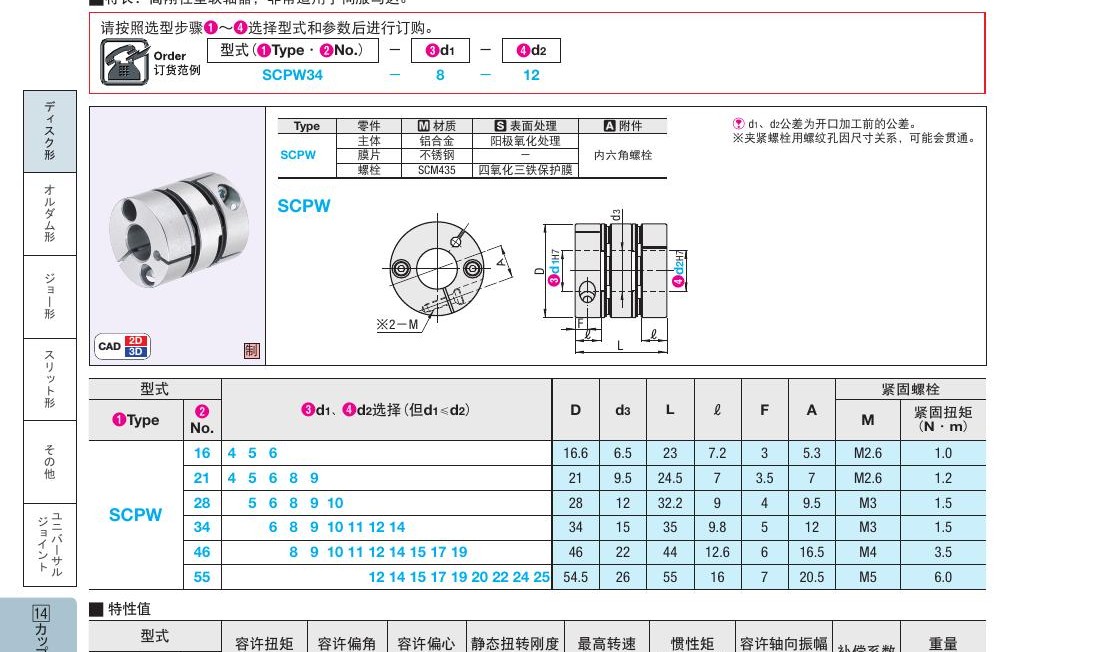 请按照选型步骤❶～❹选择型式和参数后进行订购。
Order
订货范例
型式（❶Type・❷No.） － ❸d1 － ❹d2
SCPW34 － 8 － 12
ディスク形
オルダム形
ジョー形
スリット形
その他
ユニバーサル
ジョイント
14
カップ
CAD 2D 3D
制
Type 零件 M 材质 S 表面处理 A 附件
SCPW
主体 铝合金 阳极氧化处理
膜片 不锈钢 －
螺栓 SCM435 四氧化三铁保护膜
内六角螺栓
d1、d2公差为开口加工前的公差。
※夹紧螺栓用螺纹孔因尺寸关系，可能会贯通。
SCPW
※2－M
A
D
❸d1H7
d3
❹d2H7
F
ℓ
ℓ
L
型式 ❸d1、❹d2选择（但d1≤d2） D d3 L ℓ F A 紧固螺栓
❶Type ❷No. M 紧固扭矩（N・m）
SCPW
16 4 5 6 16.6 6.5 23 7.2 3 5.3 M2.6 1.0
21 4 5 6 8 9 21 9.5 24.5 7 3.5 7 M2.6 1.2
28 5 6 8 9 10 28 12 32.2 9 4 9.5 M3 1.5
34 6 8 9 10 11 12 14 34 15 35 9.8 5 12 M3 1.5
46 8 9 10 11 12 14 15 17 19 46 22 44 12.6 6 16.5 M4 3.5
55 12 14 15 17 19 20 22 24 25 54.5 26 55 16 7 20.5 M5 6.0
■ 特性值
型式 容许扭矩 容许偏角 容许偏心 静态扭转刚度 最高转速 惯性矩 容许轴向振幅 补偿系数 重量